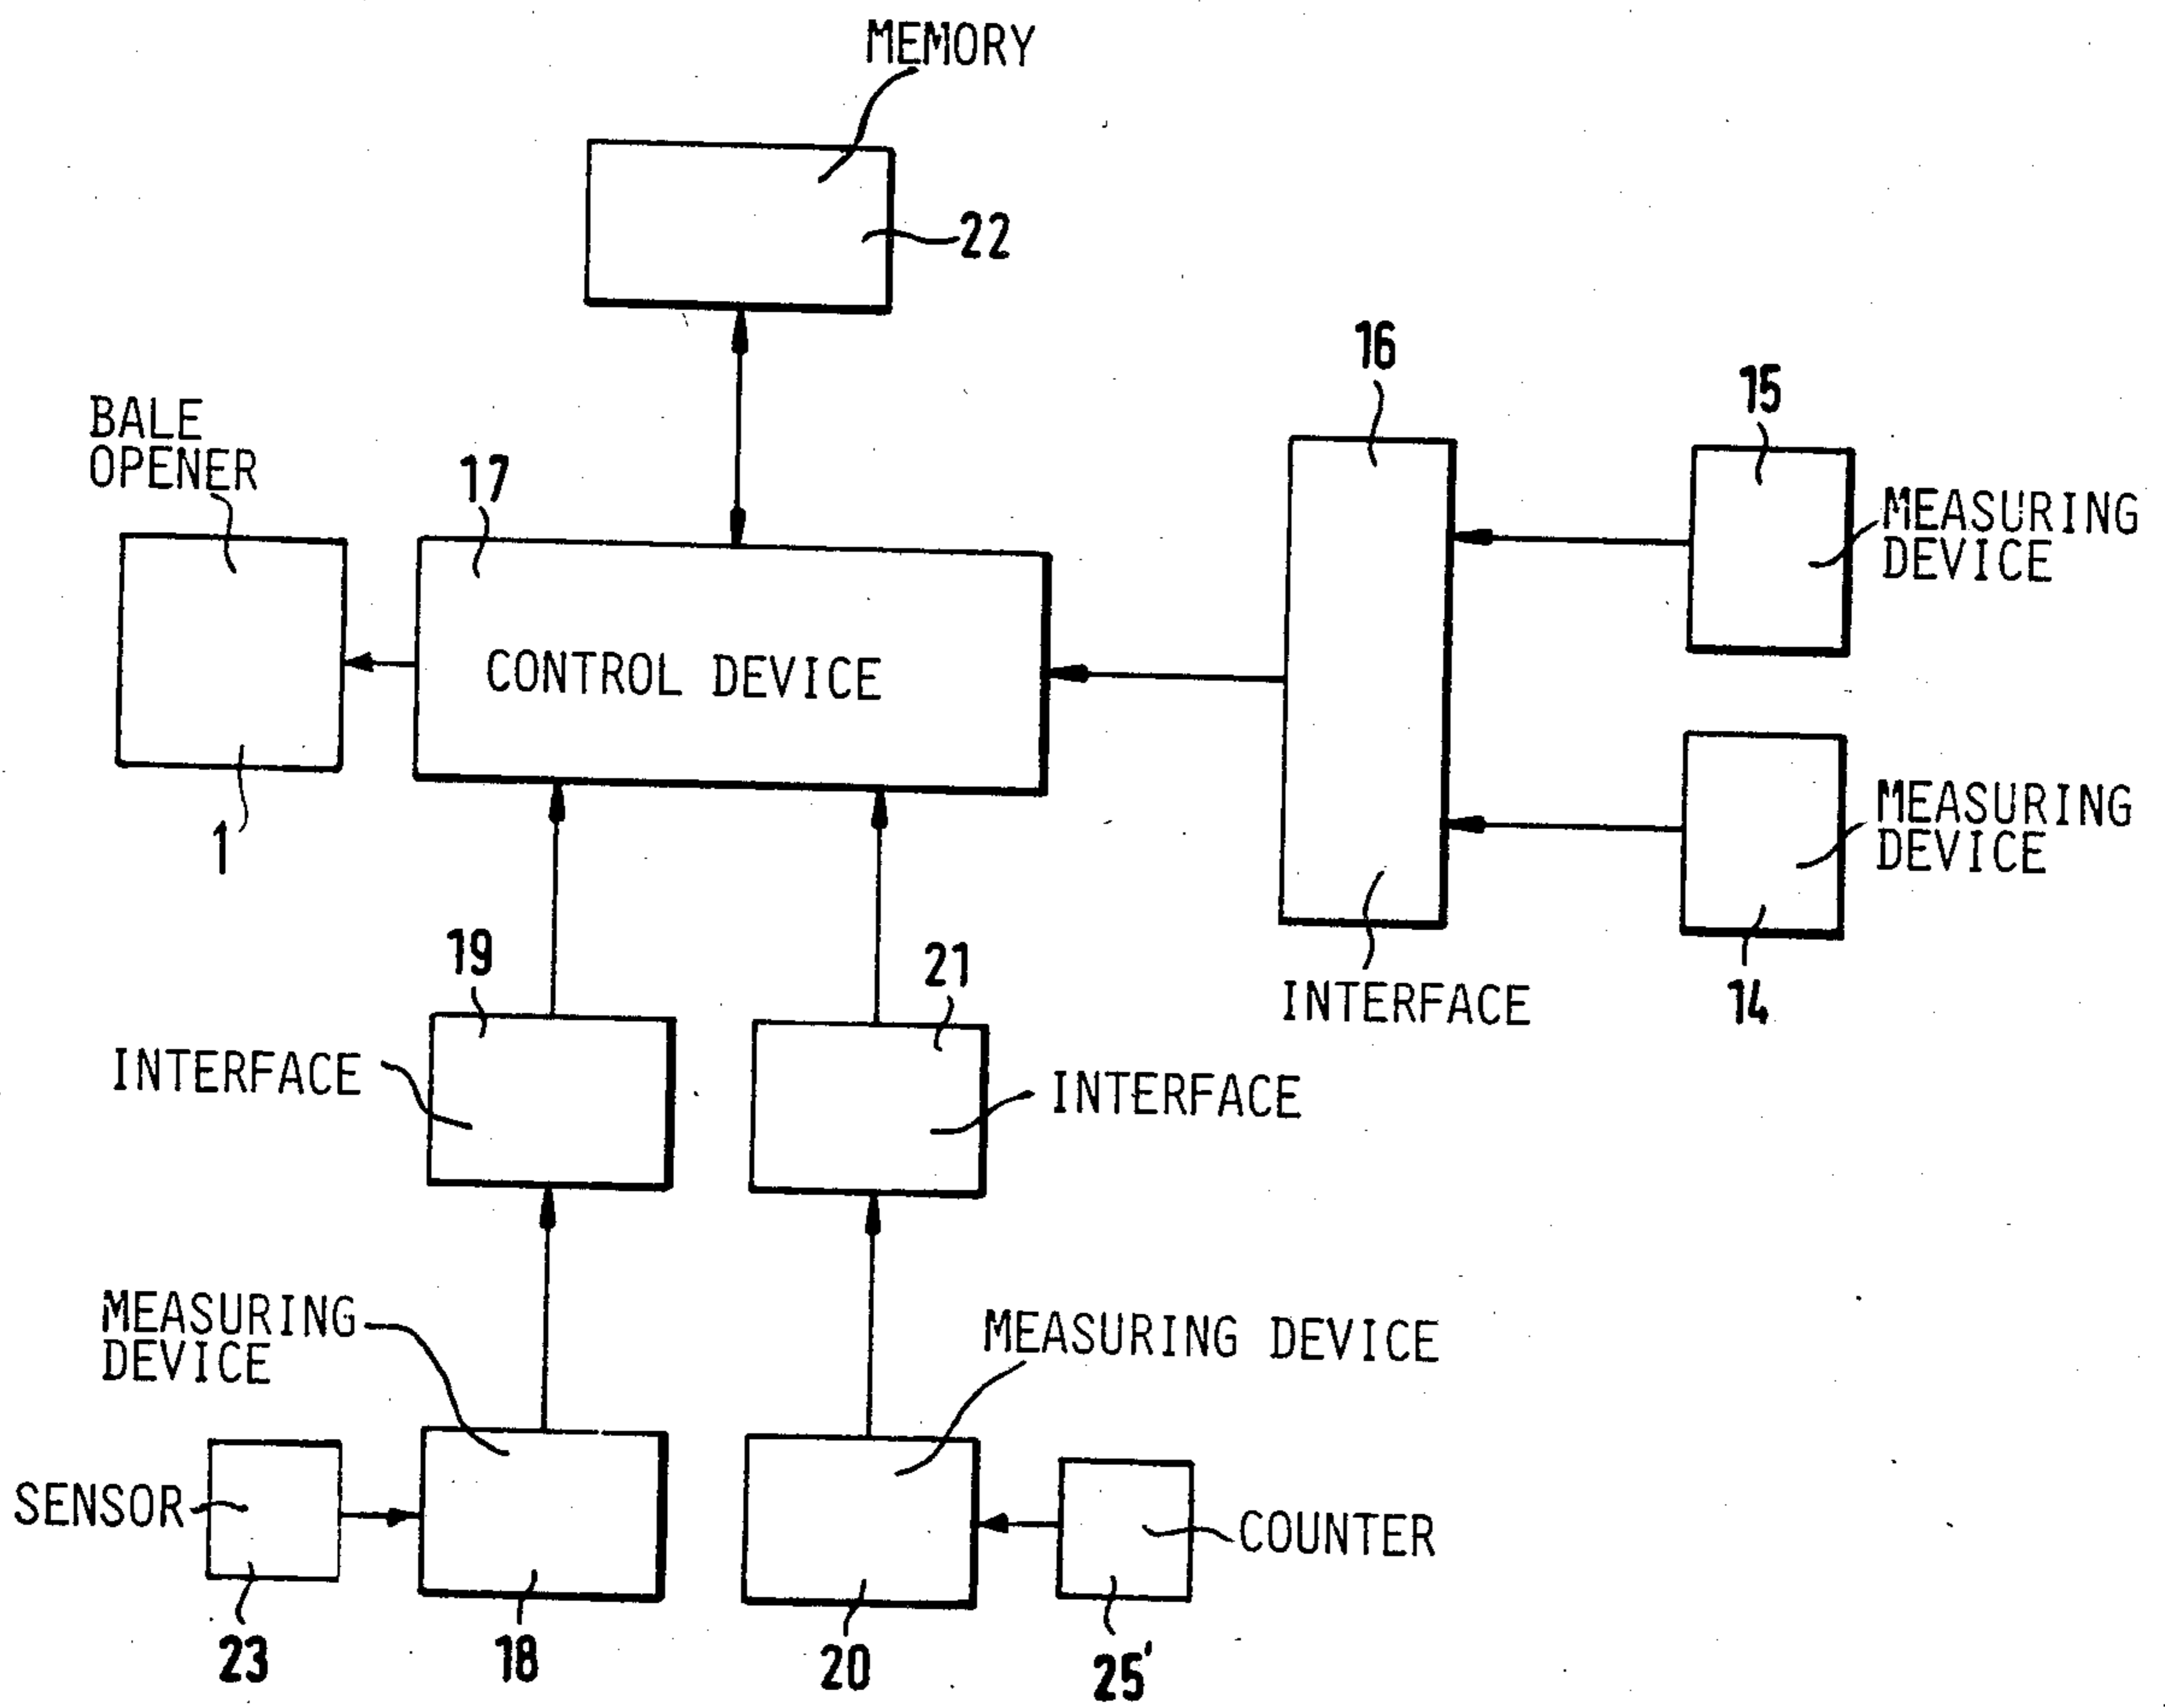 MEMORY
22
16
15
BALE
OPENER
17
MEASURING
DEVICE
CONTROL DEVICE
MEASURING
DEVICE
1
19
21
14
INTERFACE
INTERFACE
INTERFACE
MEASURING
DEVICE
MEASURING DEVICE
SENSOR
COUNTER
23
18
20
25'